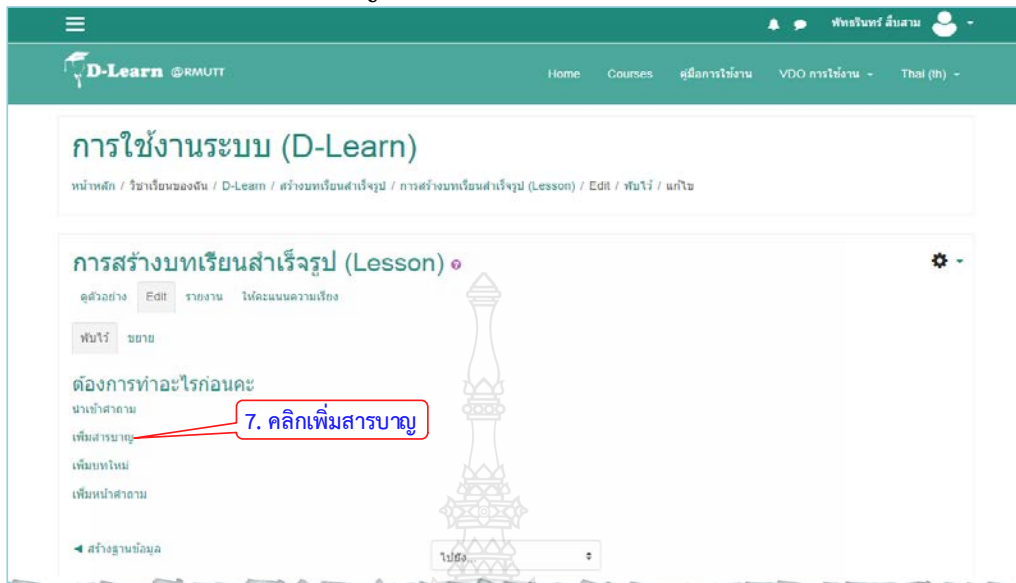 พัทธรินทร์ สืบสาม
D-Learn @RMUTT
Home Courses คู่มือการใช้งาน VDO การใช้งาน Thai (th)
การใช้งานระบบ (D-Learn)
หน้าหลัก / วิชาเรียนของฉัน / D-Learn / สร้างบทเรียนสำเร็จรูป / การสร้างบทเรียนสำเร็จรูป (Lesson) / Edit / พับไว้ / แก้ไข
การสร้างบทเรียนสำเร็จรูป (Lesson)
ดูตัวอย่าง Edit รายงาน ให้คะแนนความเรียง
พับไว้ ขยาย
ต้องการทำอะไรก่อนคะ
นำเข้าคำถาม
7. คลิกเพิ่มสารบาญ
เพิ่มสารบาญ
เพิ่มบทใหม่
เพิ่มหน้าคำถาม
◄ สร้างฐานข้อมูล
ไปยัง...